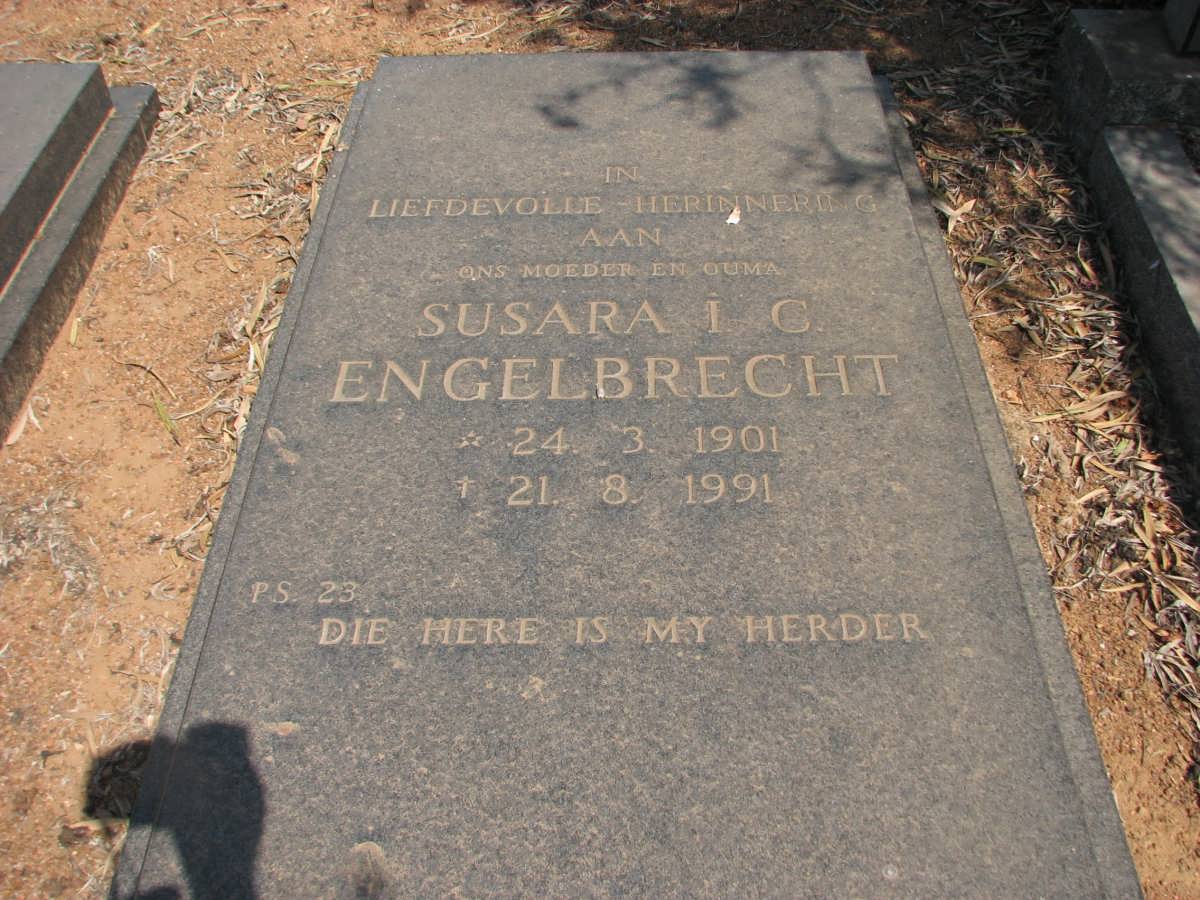 IN
LIEFDEVOLLE HERINNERING
AAN
ONS MOEDER EN OUMA
SUSARA I. C.
ENGELBRECHT
☆ 24. 3. 1901
† 21. 8. 1991
PS. 23
DIE HERE IS MY HERDER